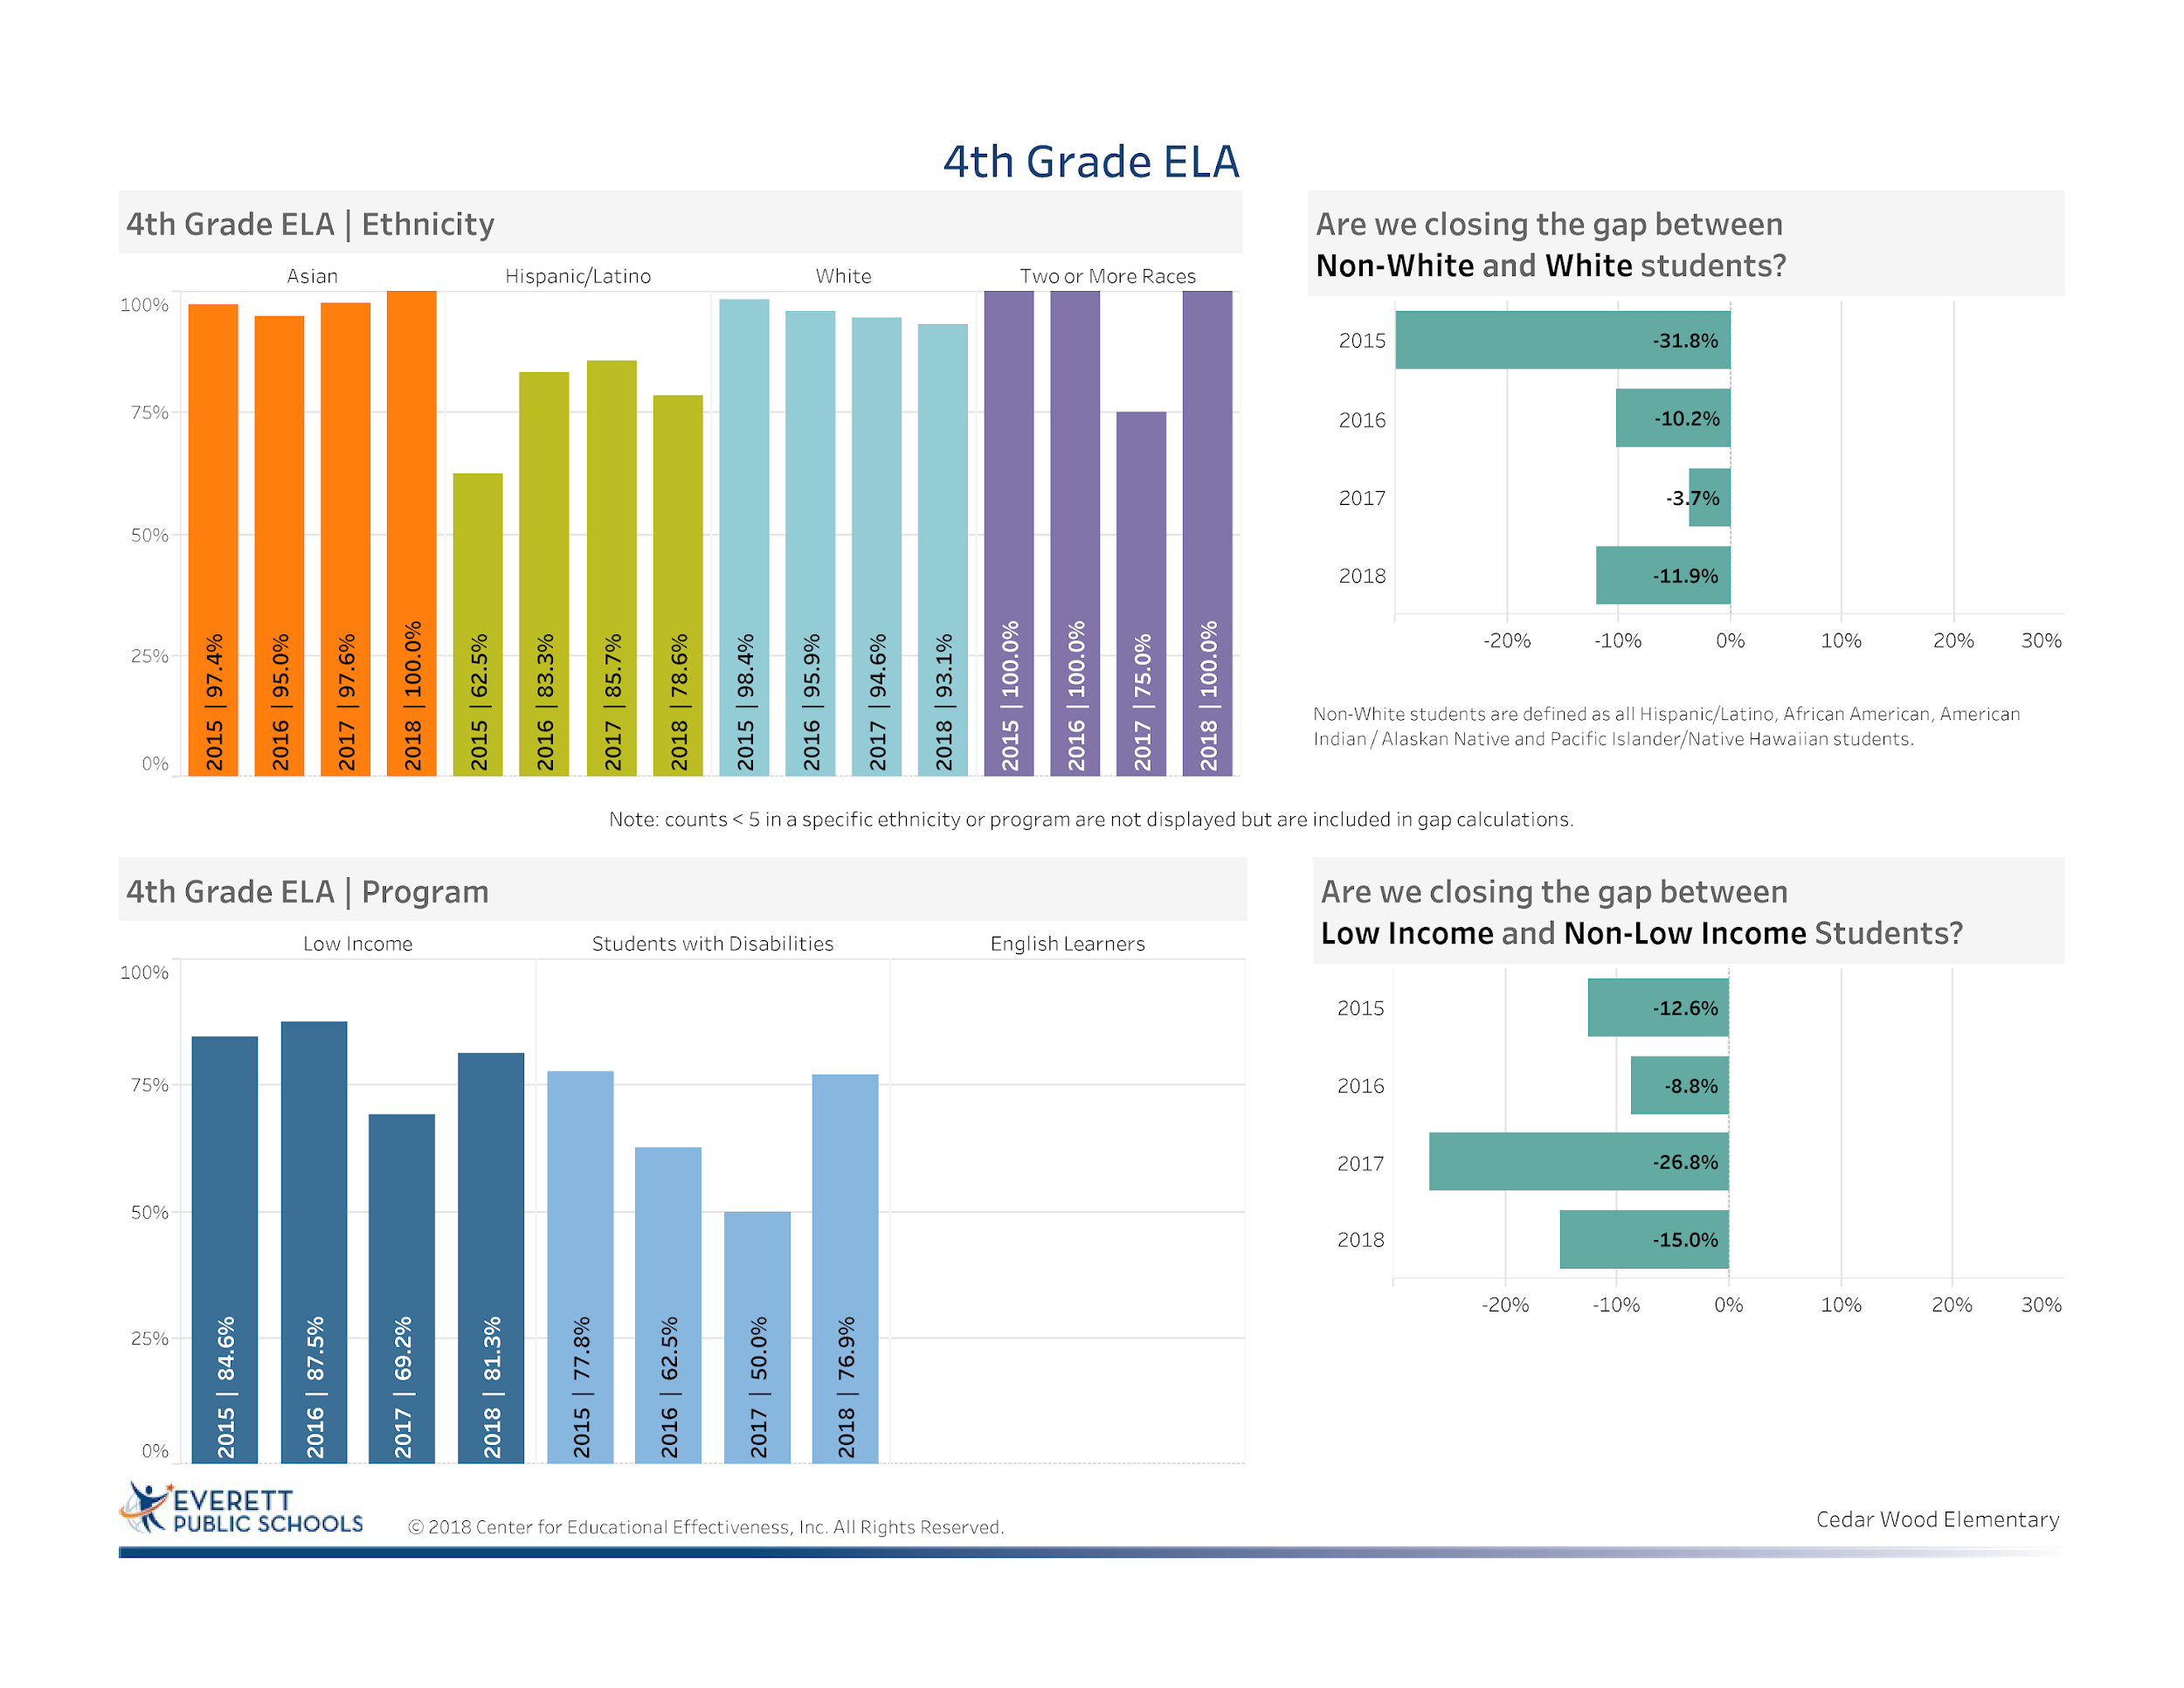 4th Grade ELA
4th Grade ELA | Ethnicity
Asian Hispanic/Latino White Two or More Races
100%
75%
50%
25%
0%
2015 | 97.4%
2016 | 95.0%
2017 | 97.6%
2018 | 100.0%
2015 | 62.5%
2016 | 83.3%
2017 | 85.7%
2018 | 78.6%
2015 | 98.4%
2016 | 95.9%
2017 | 94.6%
2018 | 93.1%
2015 | 100.0%
2016 | 100.0%
2017 | 75.0%
2018 | 100.0%
Are we closing the gap between
Non-White and White students?
2015 -31.8%
2016 -10.2%
2017 -3.7%
2018 -11.9%
-20% -10% 0% 10% 20% 30%
Non-White students are defined as all Hispanic/Latino, African American, American
Indian / Alaskan Native and Pacific Islander/Native Hawaiian students.
Note: counts < 5 in a specific ethnicity or program are not displayed but are included in gap calculations.
4th Grade ELA | Program
Low Income Students with Disabilities English Learners
100%
75%
50%
25%
0%
2015 | 84.6%
2016 | 87.5%
2017 | 69.2%
2018 | 81.3%
2015 | 77.8%
2016 | 62.5%
2017 | 50.0%
2018 | 76.9%
Are we closing the gap between
Low Income and Non-Low Income Students?
2015 -12.6%
2016 -8.8%
2017 -26.8%
2018 -15.0%
-20% -10% 0% 10% 20% 30%
EVERETT
PUBLIC SCHOOLS
© 2018 Center for Educational Effectiveness, Inc. All Rights Reserved.
Cedar Wood Elementary